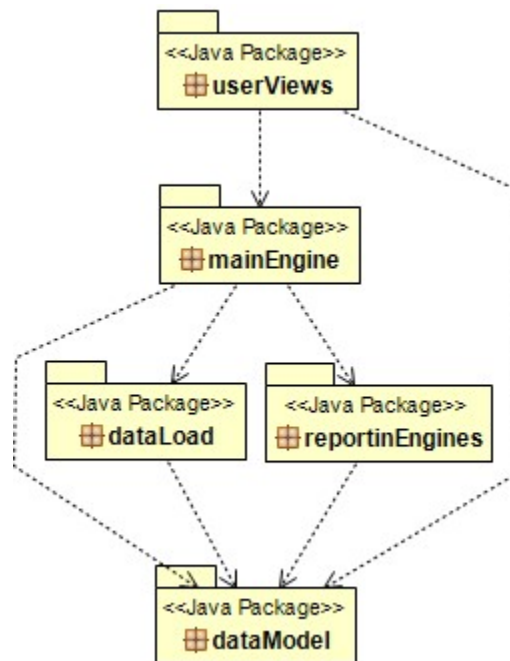 <<Java Package>>
userViews
<<Java Package>>
mainEngine
<<Java Package>>
dataLoad
<<Java Package>>
reportinEngines
<<Java Package>>
dataModel